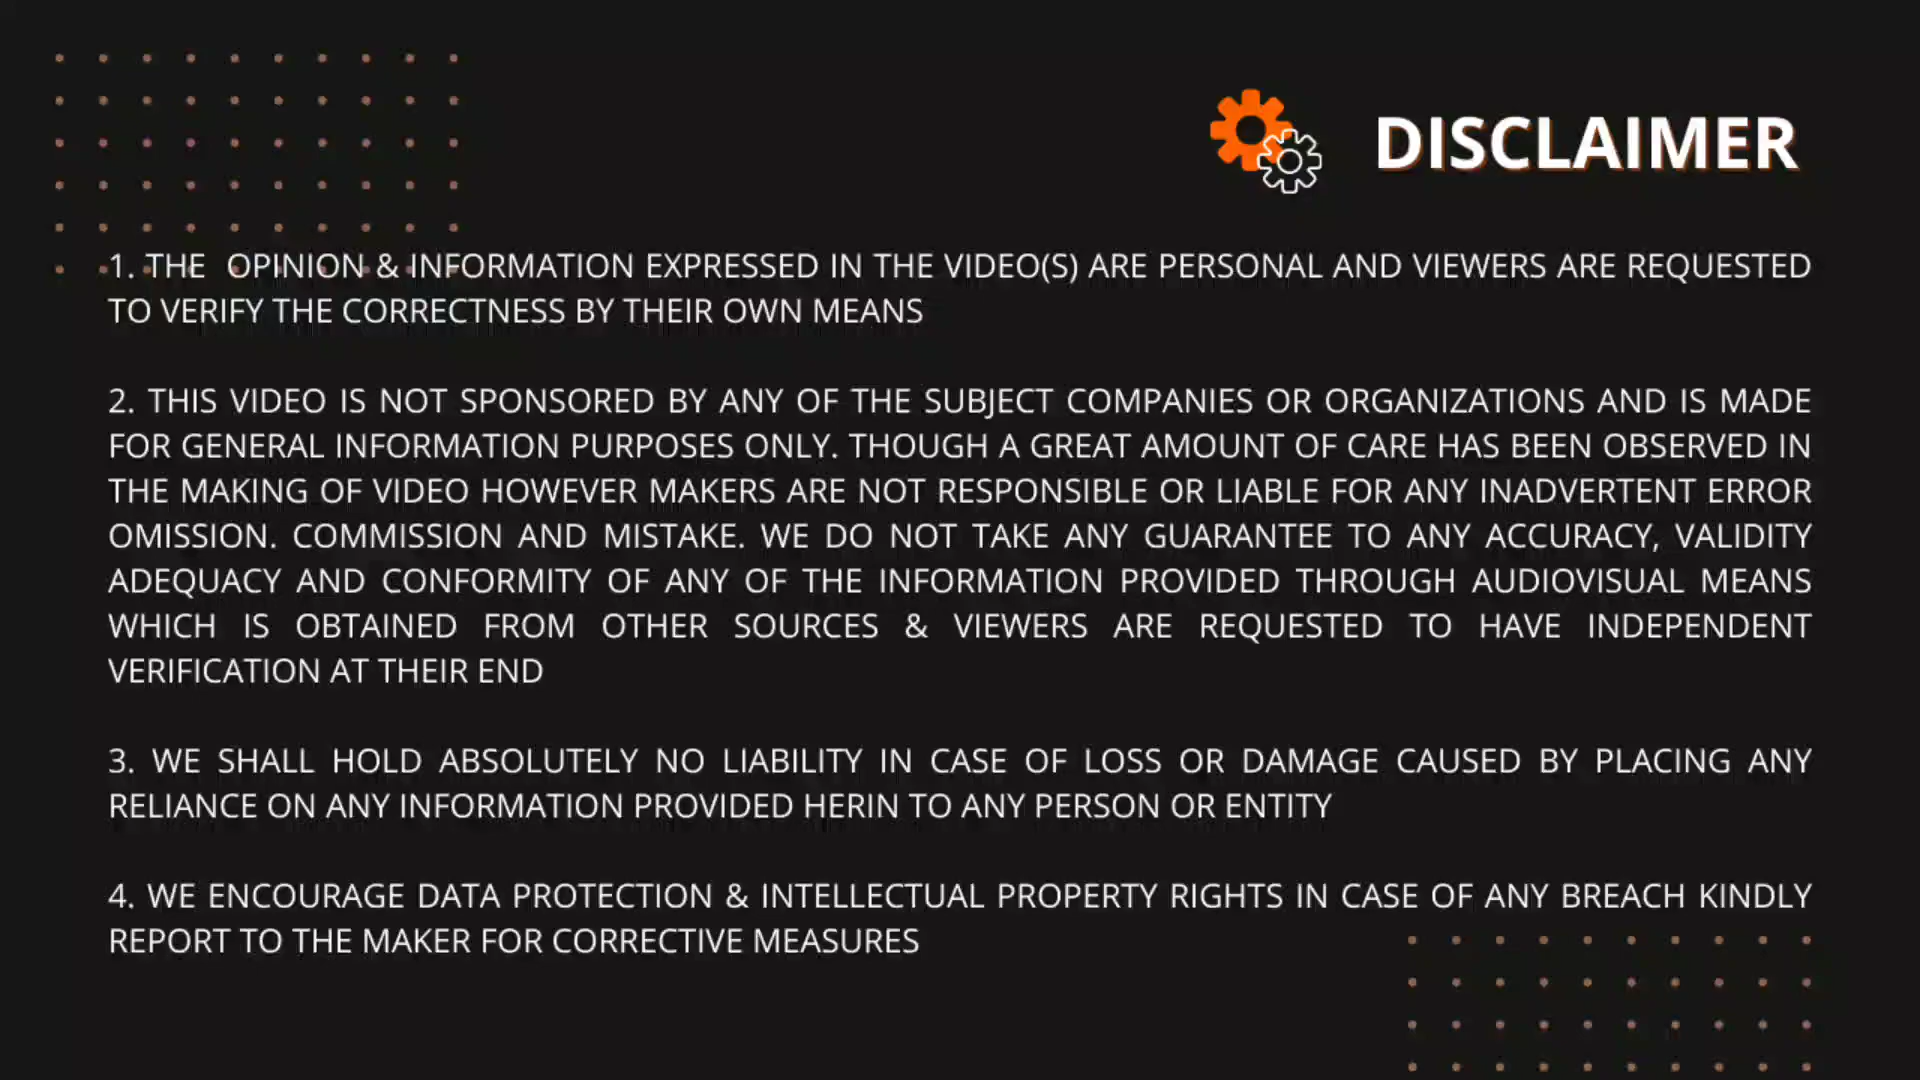 DISCLAIMER
1. THE OPINION & INFORMATION EXPRESSED IN THE VIDEO(S) ARE PERSONAL AND VIEWERS ARE REQUESTED
TO VERIFY THE CORRECTNESS BY THEIR OWN MEANS
2. THIS VIDEO IS NOT SPONSORED BY ANY OF THE SUBJECT COMPANIES OR ORGANIZATIONS AND IS MADE
FOR GENERAL INFORMATION PURPOSES ONLY. THOUGH A GREAT AMOUNT OF CARE HAS BEEN OBSERVED IN
THE MAKING OF VIDEO HOWEVER MAKERS ARE NOT RESPONSIBLE OR LIABLE FOR ANY INADVERTENT ERROR
OMISSION. COMMISSION AND MISTAKE. WE DO NOT TAKE ANY GUARANTEE TO ANY ACCURACY, VALIDITY
ADEQUACY AND CONFORMITY OF ANY OF THE INFORMATION PROVIDED THROUGH AUDIOVISUAL MEANS
WHICH IS OBTAINED FROM OTHER SOURCES & VIEWERS ARE REQUESTED TO HAVE INDEPENDENT
VERIFICATION AT THEIR END
3. WE SHALL HOLD ABSOLUTELY NO LIABILITY IN CASE OF LOSS OR DAMAGE CAUSED BY PLACING ANY
RELIANCE ON ANY INFORMATION PROVIDED HERIN TO ANY PERSON OR ENTITY
4. WE ENCOURAGE DATA PROTECTION & INTELLECTUAL PROPERTY RIGHTS IN CASE OF ANY BREACH KINDLY
REPORT TO THE MAKER FOR CORRECTIVE MEASURES